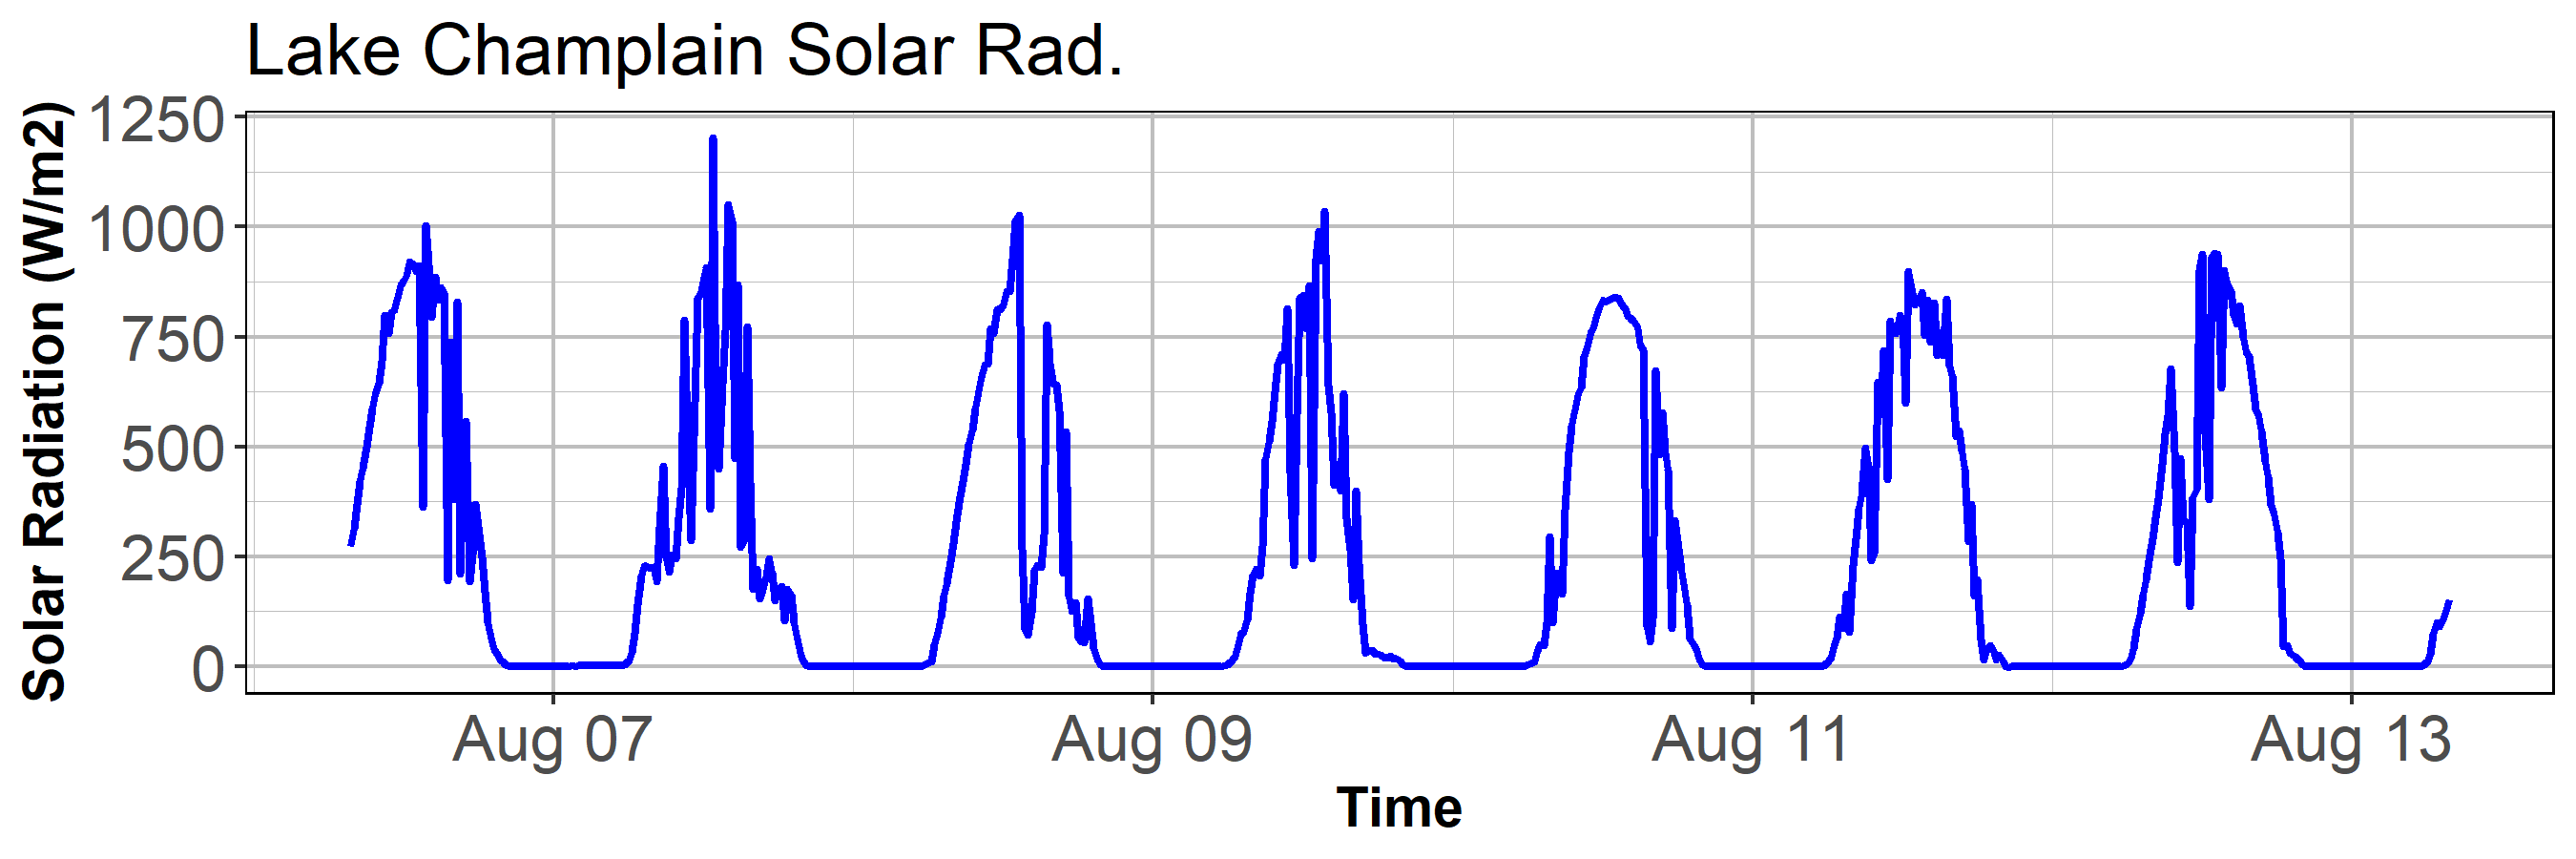 Lake Champlain Solar Rad.
Solar Radiation (W/m2)
1250
1000
750
500
250
0
Aug 07 Aug 09 Aug 11 Aug 13
Time